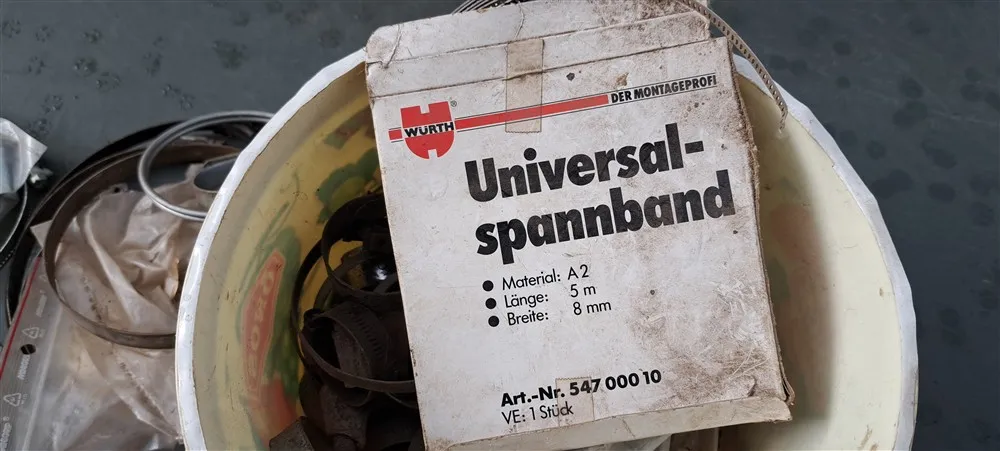 DER MONTAGEPROFI
WÜRTH
®
Universal-
spannband
• Material: A2
• Länge: 5 m
• Breite: 8 mm
Art.-Nr. 547 000 10
VE: 1 Stück